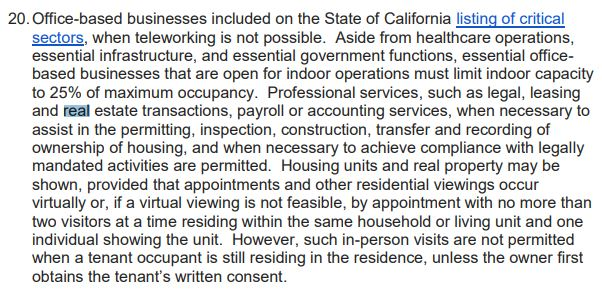 20. Office-based businesses included on the State of California listing of critical
sectors, when teleworking is not possible.  Aside from healthcare operations,
essential infrastructure, and essential government functions, essential office-
based businesses that are open for indoor operations must limit indoor capacity
to 25% of maximum occupancy.  Professional services, such as legal, leasing
and real estate transactions, payroll or accounting services, when necessary to
assist in the permitting, inspection, construction, transfer and recording of
ownership of housing, and when necessary to achieve compliance with legally
mandated activities are permitted.  Housing units and real property may be
shown, provided that appointments and other residential viewings occur
virtually or, if a virtual viewing is not feasible, by appointment with no more than
two visitors at a time residing within the same household or living unit and one
individual showing the unit.  However, such in-person visits are not permitted
when a tenant occupant is still residing in the residence, unless the owner first
obtains the tenant's written consent.